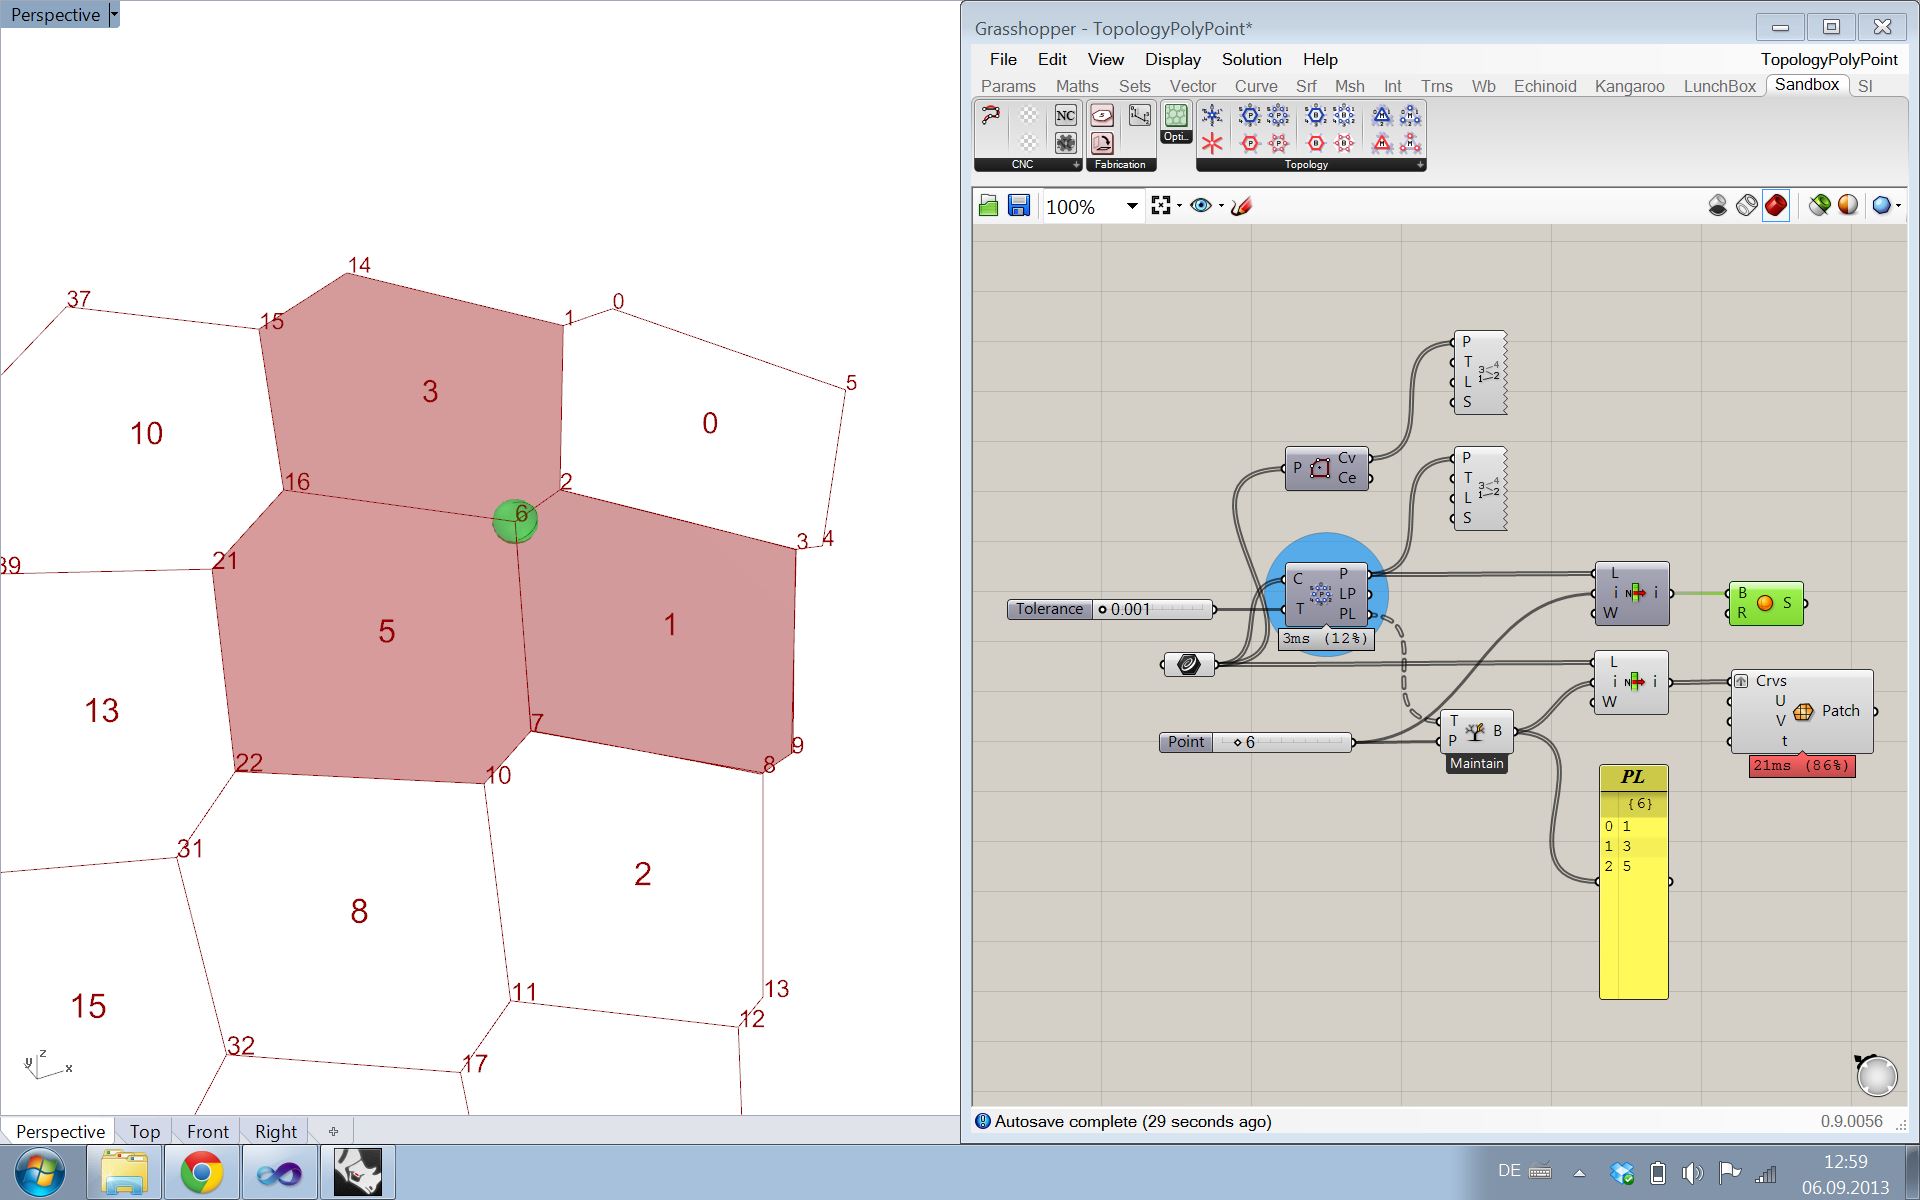 Perspective
14
37
15
1
0
5
3
10
0
16
2
6
3
4
39
21
5
1
13
7
9
22
10
8
31
2
8
13
11
12
15
32
17
z
y
x
Perspective Top Front Right +
Grasshopper - TopologyPolyPoint*
File Edit View Display Solution Help TopologyPolyPoint
Params Maths Sets Vector Curve Srf Msh Int Trns Wb Echinoid Kangaroo LunchBox Sandbox SI
NC
Opti..
CNC Fabrication Topology
100%
P
T
L
S
P Cv
Ce
P
T
L
S
C P
LP
T PL
3ms (12%)
Tolerance 0.001
L
i N i
W
B S
R
L
i N i
W
Crvs
U
V Patch
t
21ms (86%)
Point 6
T B
P
Maintain
PL
{6}
0 1
1 3
2 5
Autosave complete (29 seconds ago) 0.9.0056
DE 12:59
06.09.2013